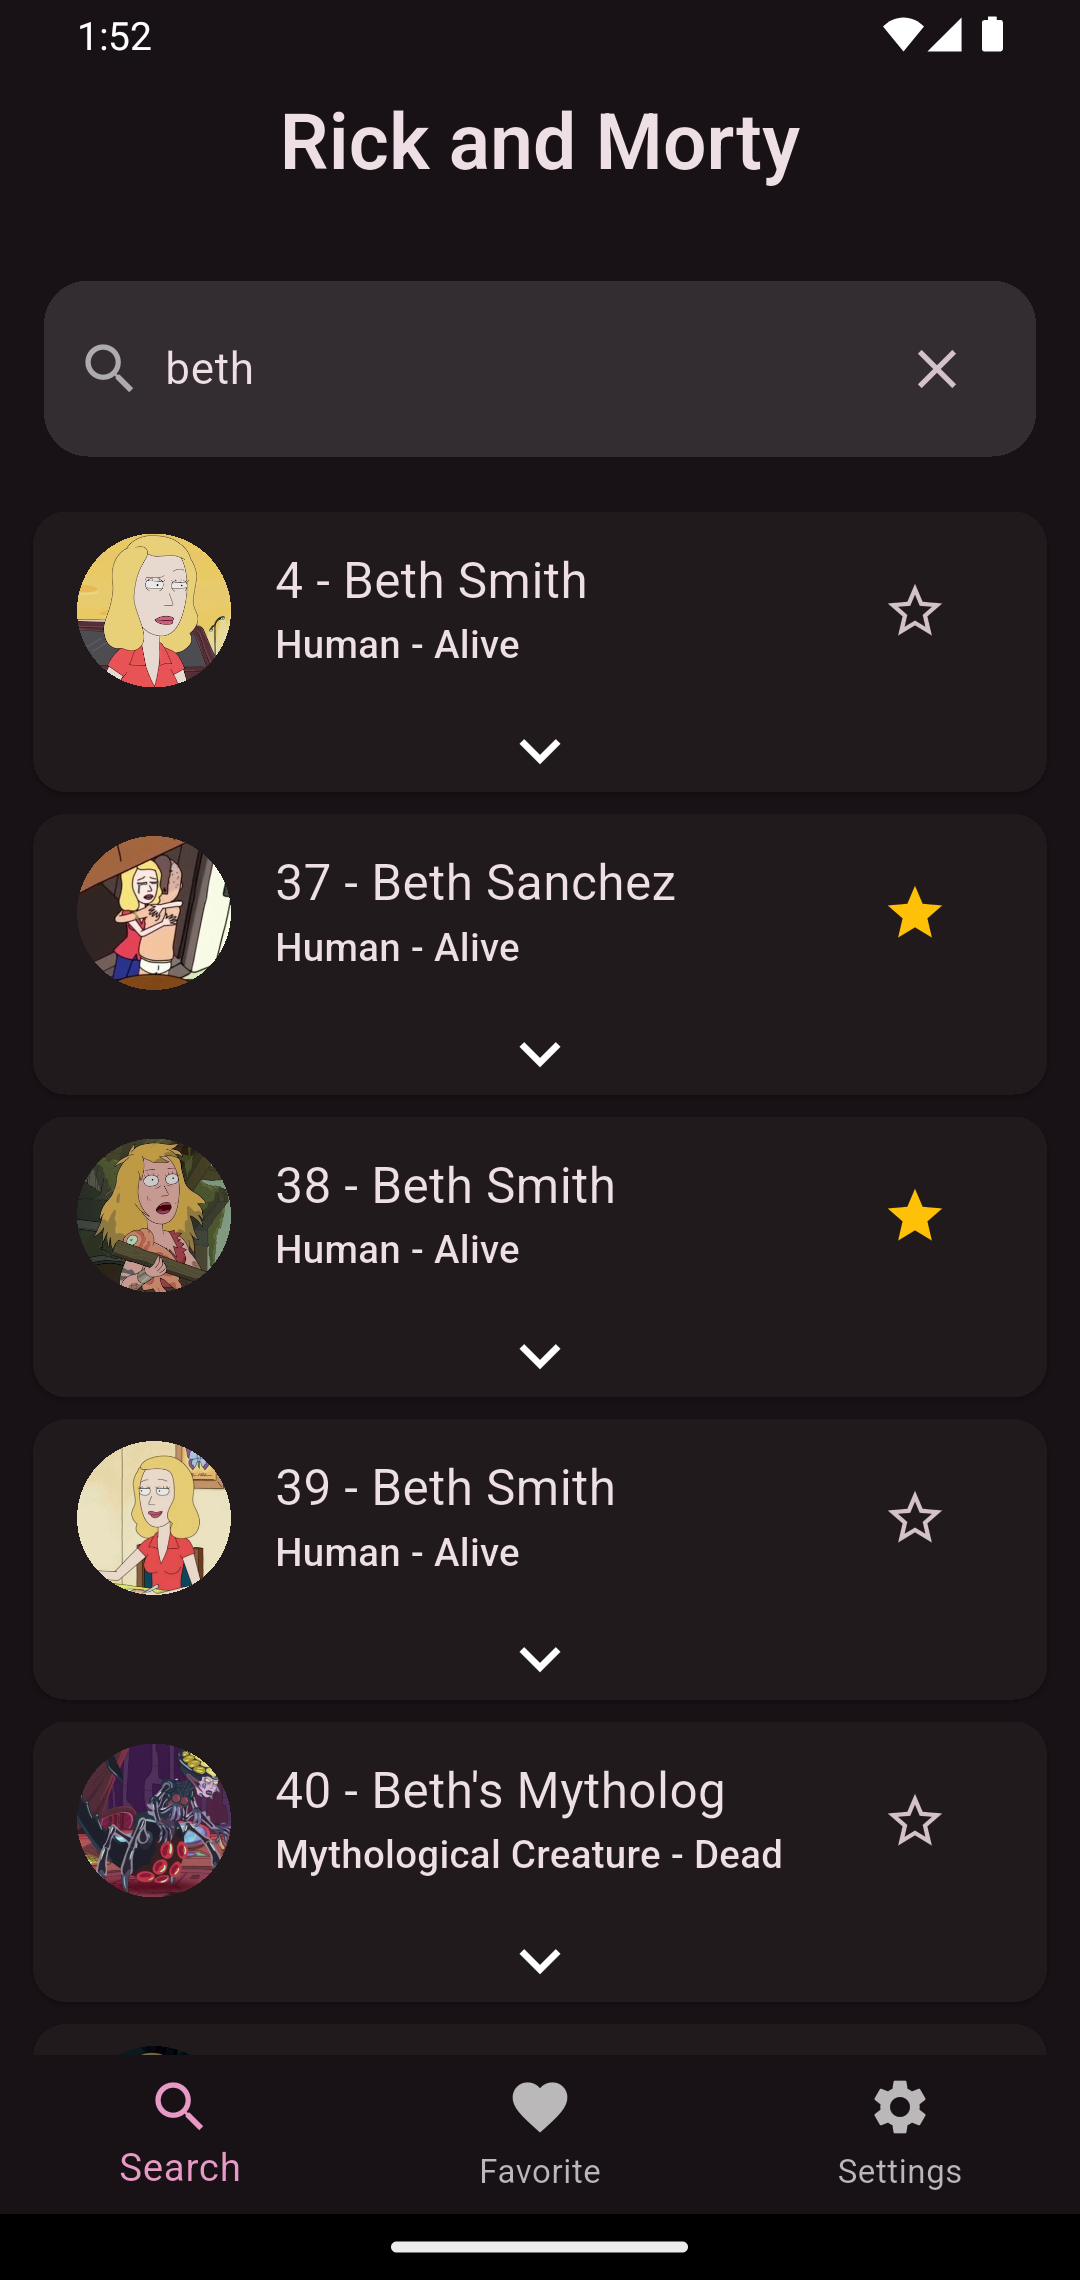 1:52
Rick and Morty
beth
4 - Beth Smith
Human - Alive
37 - Beth Sanchez
Human - Alive
38 - Beth Smith
Human - Alive
39 - Beth Smith
Human - Alive
40 - Beth's Mytholog
Mythological Creature - Dead
Search
Favorite
Settings